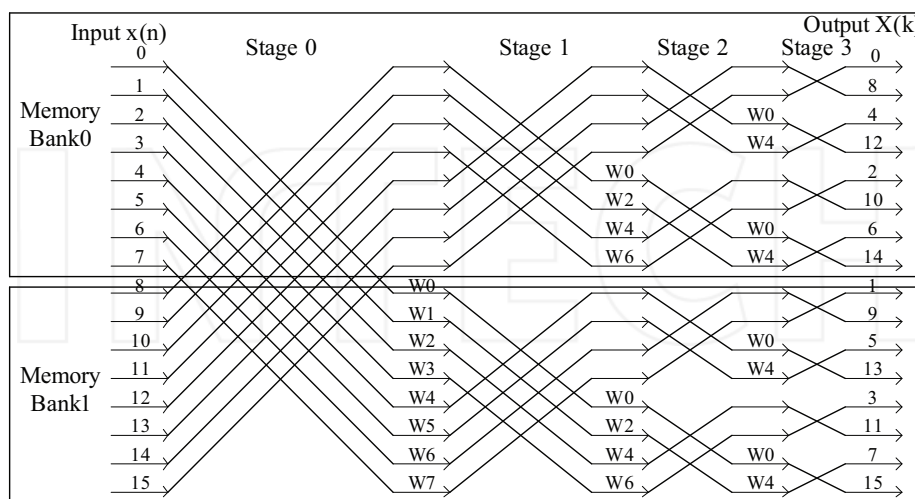 Input x(n) Stage 0 Stage 1 Stage 2 Stage 3 Output X(k)
0 0
1 8
2 W0 4
3 W4 12
4 W0 2
5 W2 10
6 W4 W0 6
7 W6 W4 14
Memory
Bank0
8 W0 1
9 W1 9
10 W2 W0 5
11 W3 W4 13
12 W4 W0 3
13 W5 W2 11
14 W6 W4 W0 7
15 W7 W6 W4 15
Memory
Bank1
INTECH